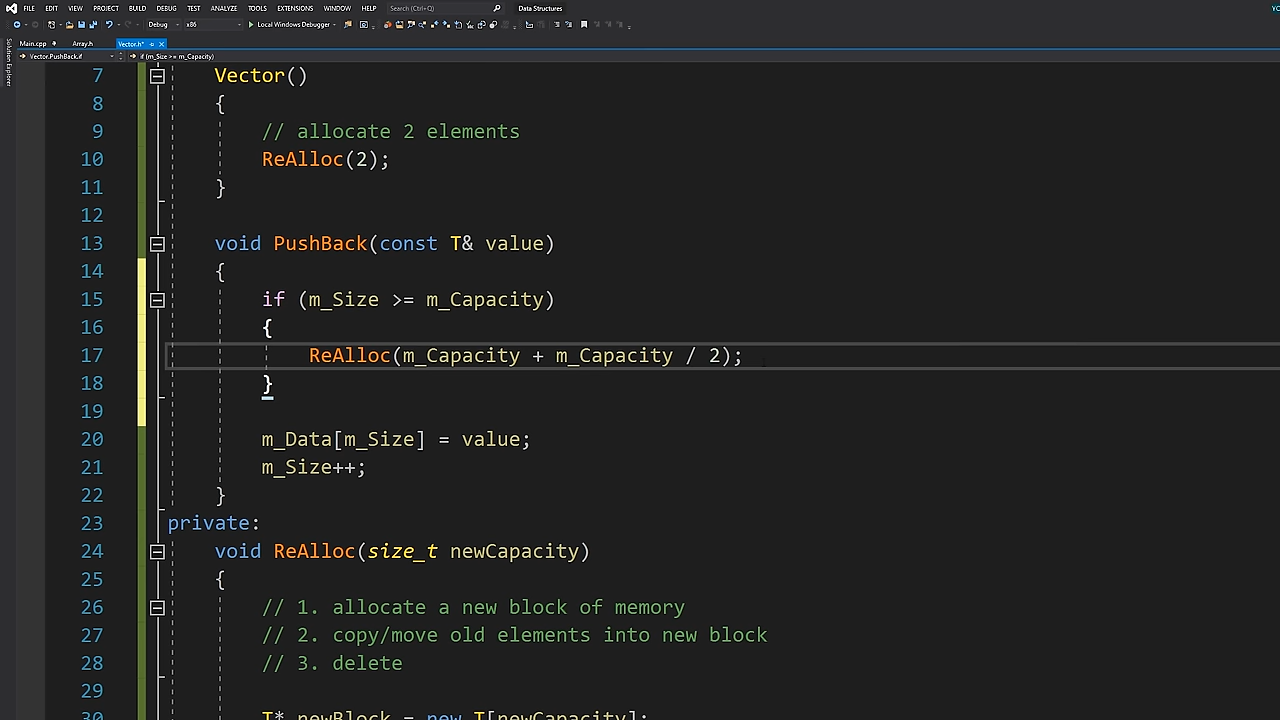 FILE EDIT VIEW PROJECT BUILD DEBUG TEST ANALYZE TOOLS EXTENSIONS WINDOW HELP Search (Ctrl+Q) Data Structures
Debug x86 Local Windows Debugger
Main.cpp Array.h Vector.h*
Vector.PushBack.if if (m_Size >= m_Capacity)
Solution Explorer
7 Vector()
8 {
9 // allocate 2 elements
10 ReAlloc(2);
11 }
12
13 void PushBack(const T& value)
14 {
15 if (m_Size >= m_Capacity)
16 {
17 ReAlloc(m_Capacity + m_Capacity / 2);
18 }
19
20 m_Data[m_Size] = value;
21 m_Size++;
22 }
23 private:
24 void ReAlloc(size_t newCapacity)
25 {
26 // 1. allocate a new block of memory
27 // 2. copy/move old elements into new block
28 // 3. delete
29
30 T* newBlock = new T[newCapacity];